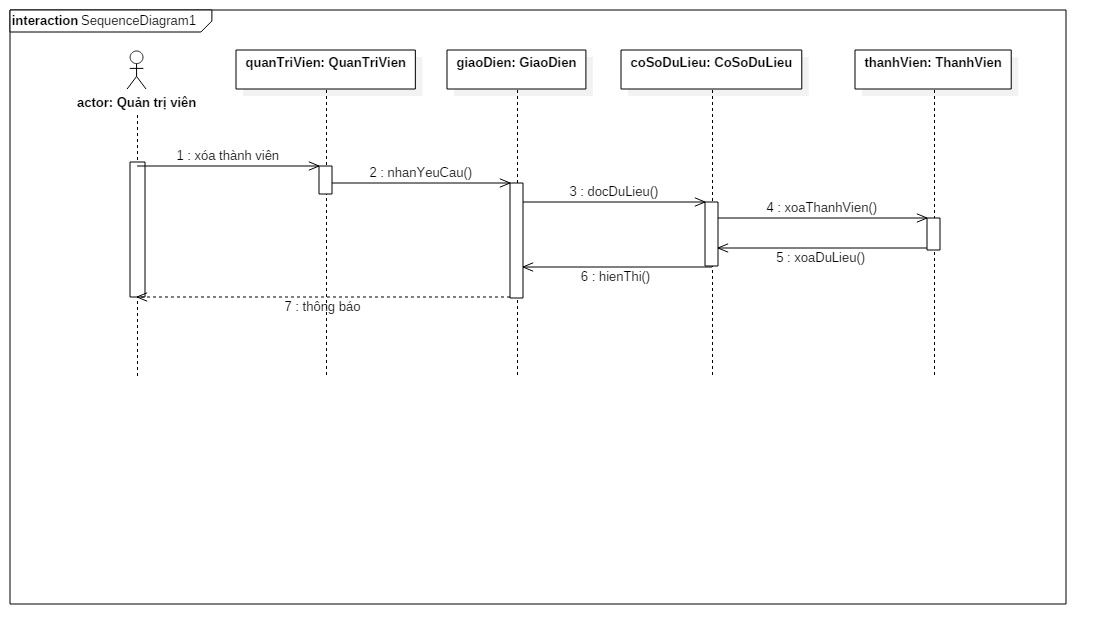 interaction SequenceDiagram1
actor: Quản trị viên
quanTriVien: QuanTriVien
giaoDien: GiaoDien
coSoDuLieu: CoSoDuLieu
thanhVien: ThanhVien
1 : xóa thành viên
2 : nhanYeuCau()
3 : docDuLieu()
4 : xoaThanhVien()
5 : xoaDuLieu()
6 : hienThi()
7 : thông báo